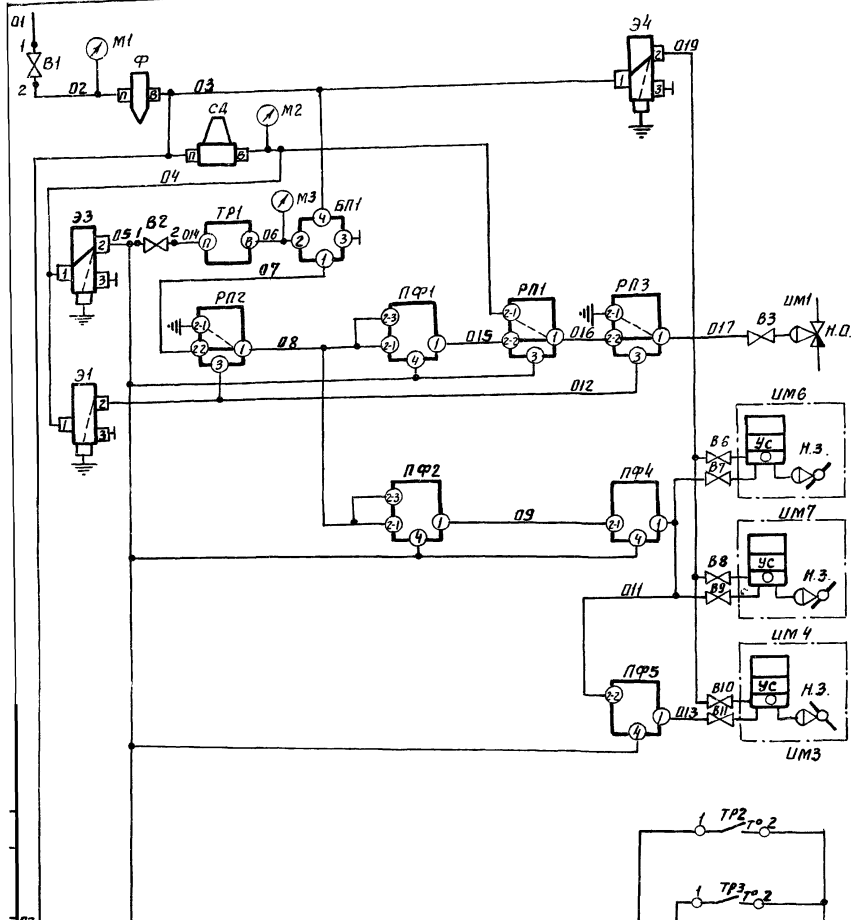 01
1
В1
2
02
М1
Ф
П
В
03
Э4
1
2
3
019
СД
П
В
М2
04
Э3
1
2
3
05
1
В2
2
014
ТР1
П
В
06
М3
БП1
4
2
3
1
07
РП2
2-1
2-2
1
3
08
ПФ1
2-3
2-1
1
4
015
РП1
2-1
2-2
1
3
016
РП3
2-1
2-2
1
3
017
В3
ИМ1
Н.О.
Э1
1
2
3
012
ИМ6
В6
В7
УС
Н.З.
ПФ2
2-3
2-1
1
4
09
ПФ4
2-1
1
4
ИМ7
В8
В9
УС
Н.З.
011
ИМ4
ПФ5
2-2
1
4
013
В10
В11
УС
Н.З.
ИМ3
1
ТР2
Т° 2
1
ТР3
Т° 2